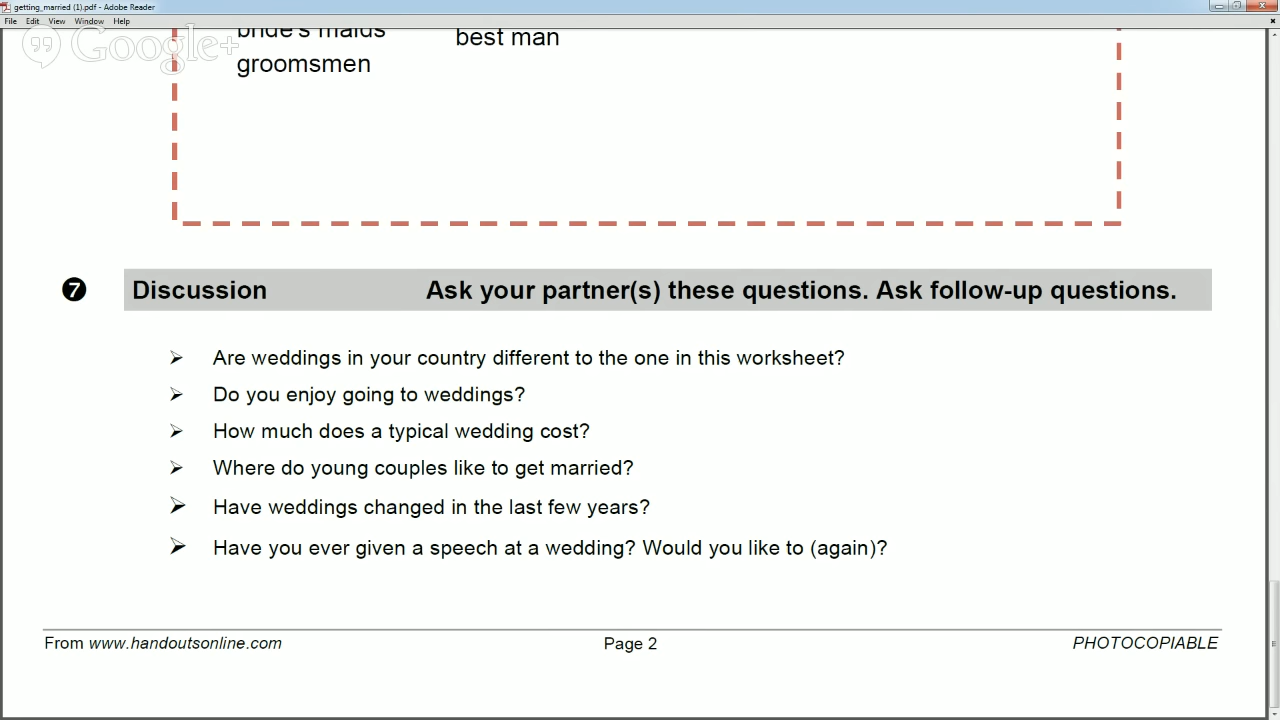 getting_married (1).pdf - Adobe Reader
File Edit View Window Help
Google+
bride's maids
best man
groomsmen
7 Discussion Ask your partner(s) these questions. Ask follow-up questions.
➢ Are weddings in your country different to the one in this worksheet?
➢ Do you enjoy going to weddings?
➢ How much does a typical wedding cost?
➢ Where do young couples like to get married?
➢ Have weddings changed in the last few years?
➢ Have you ever given a speech at a wedding? Would you like to (again)?
From www.handoutsonline.com Page 2 PHOTOCOPIABLE